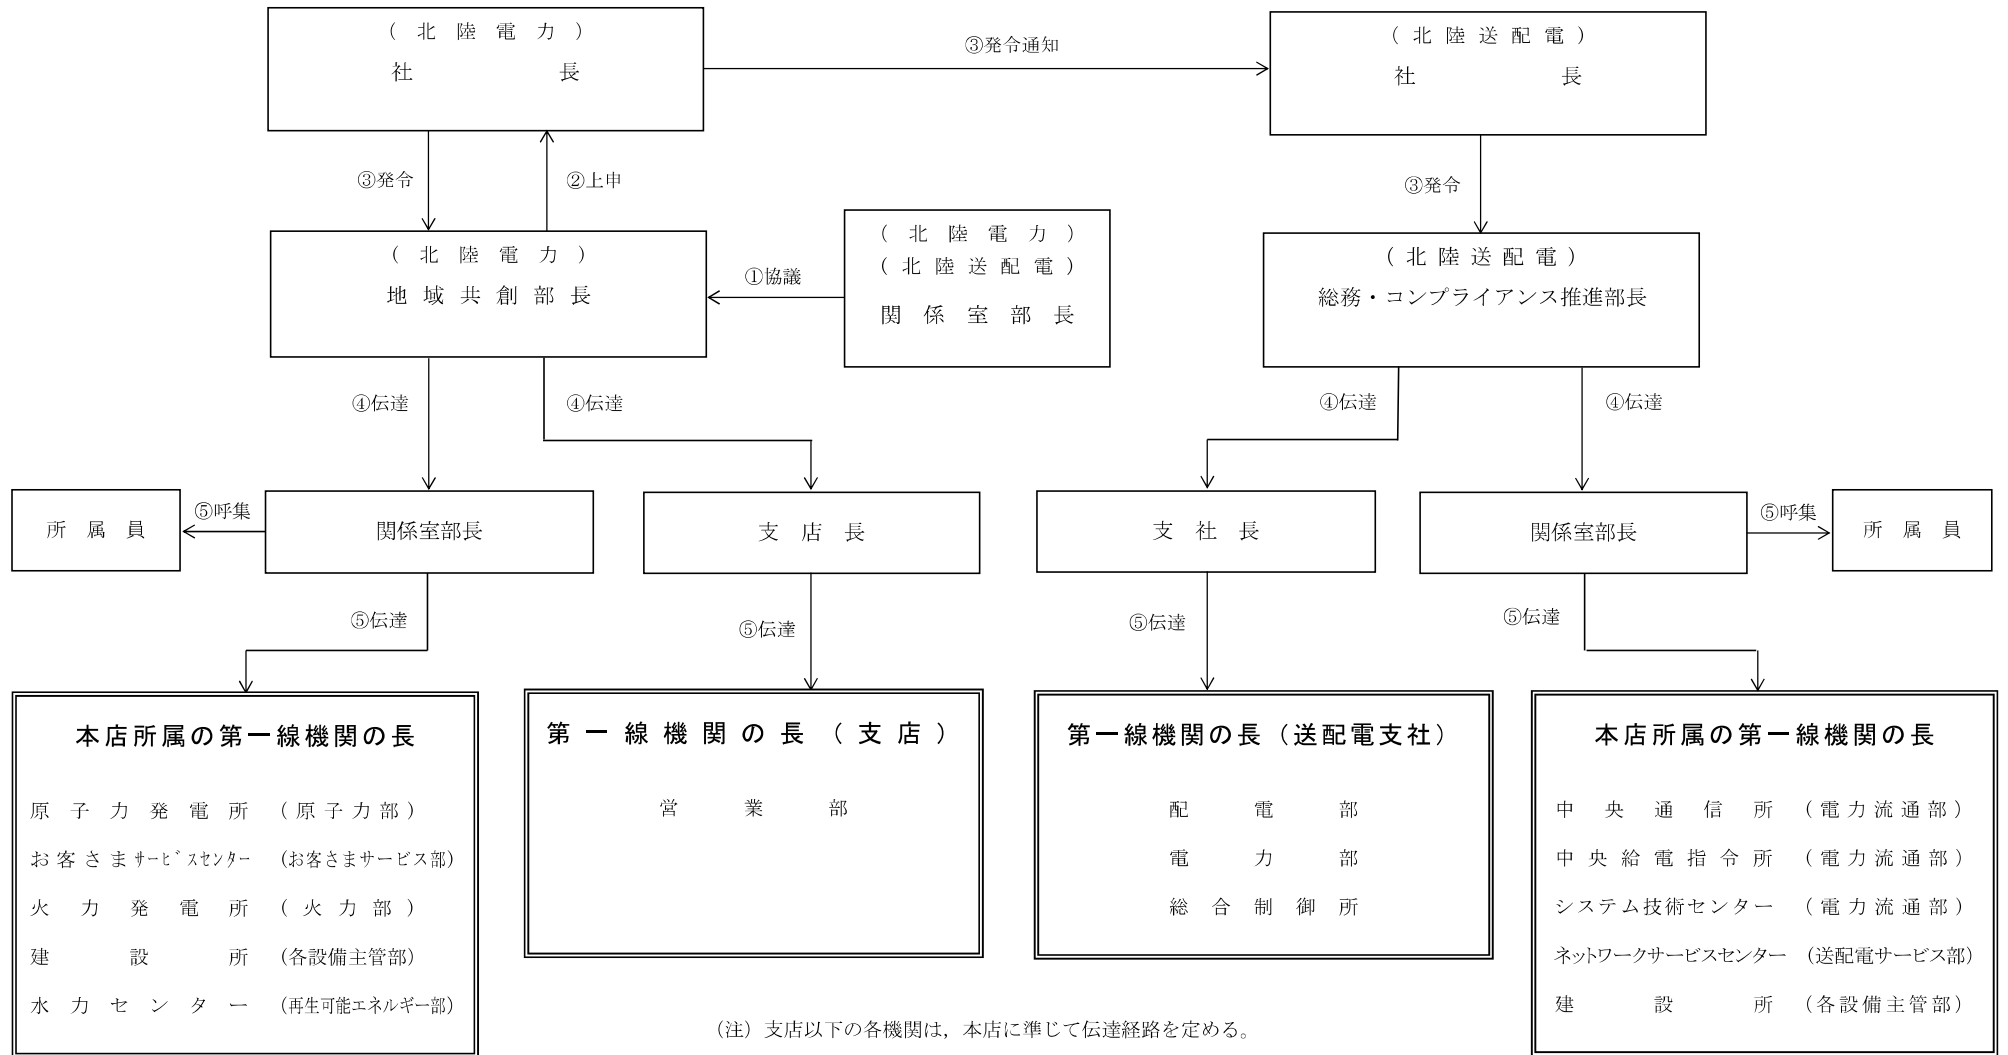 （北陸電力）
社長
③発令通知
（北陸送配電）
社長
③発令
②上申
③発令
（北陸電力）
地域共創部長
①協議
（北陸電力）
（北陸送配電）
関係室部長
（北陸送配電）
総務・コンプライアンス推進部長
④伝達
④伝達
④伝達
④伝達
所属員
⑤呼集
関係室部長
支店長
支社長
関係室部長
⑤呼集
所属員
⑤伝達
⑤伝達
⑤伝達
⑤伝達
本店所属の第一線機関の長
原子力発電所（原子力部）
お客さまｻｰﾋﾞｽｾﾝﾀｰ（お客さまサービス部）
火力発電所（火力部）
建設所（各設備主管部）
水力センター（再生可能エネルギー部）
第一線機関の長（支店）
営業部
第一線機関の長（送配電支社）
配電部
電力部
総合制御所
本店所属の第一線機関の長
中央通信所（電力流通部）
中央給電指令所（電力流通部）
システム技術センター（電力流通部）
ネットワークサービスセンター（送配電サービス部）
建設所（各設備主管部）
（注）支店以下の各機関は，本店に準じて伝達経路を定める。